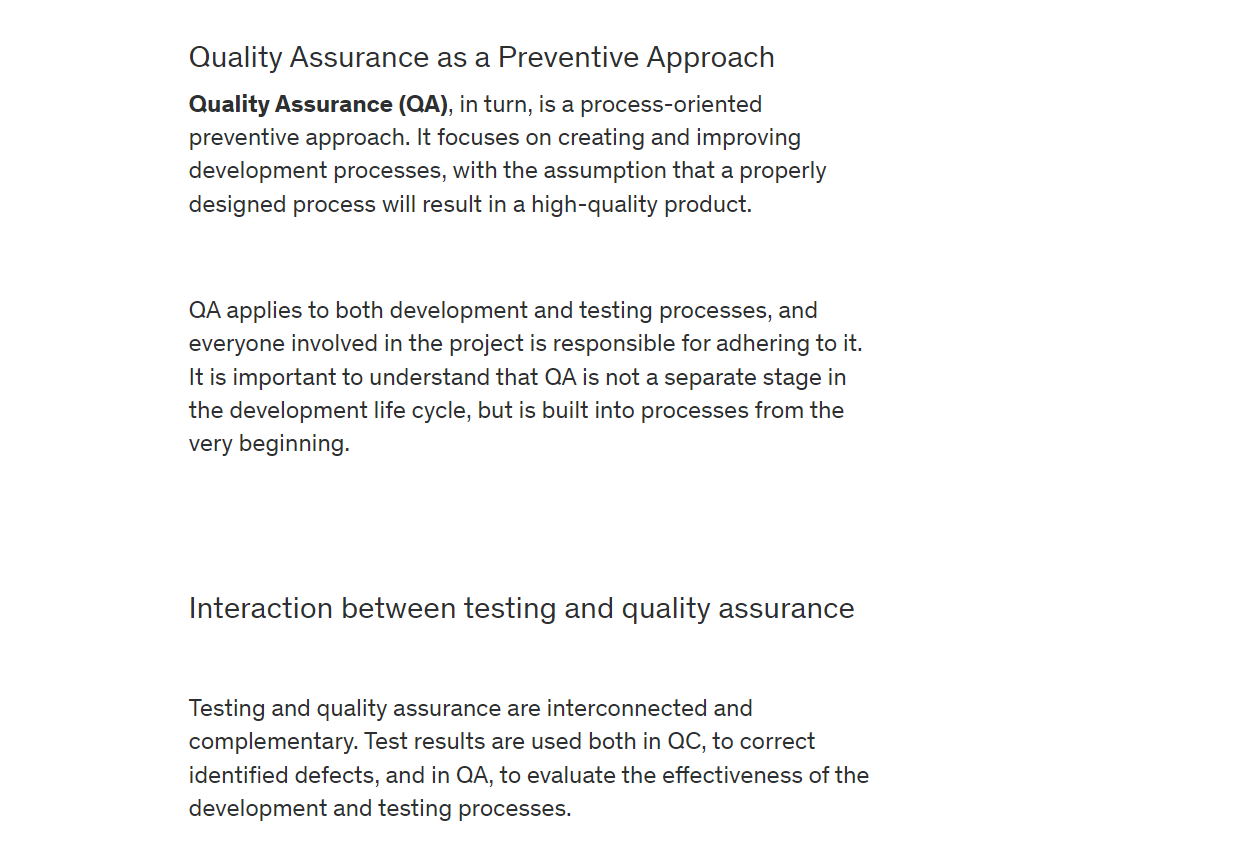 Quality Assurance as a Preventive Approach
Quality Assurance (QA), in turn, is a process-oriented
preventive approach. It focuses on creating and improving
development processes, with the assumption that a properly
designed process will result in a high-quality product.
QA applies to both development and testing processes, and
everyone involved in the project is responsible for adhering to it.
It is important to understand that QA is not a separate stage in
the development life cycle, but is built into processes from the
very beginning.
Interaction between testing and quality assurance
Testing and quality assurance are interconnected and
complementary. Test results are used both in QC, to correct
identified defects, and in QA, to evaluate the effectiveness of the
development and testing processes.